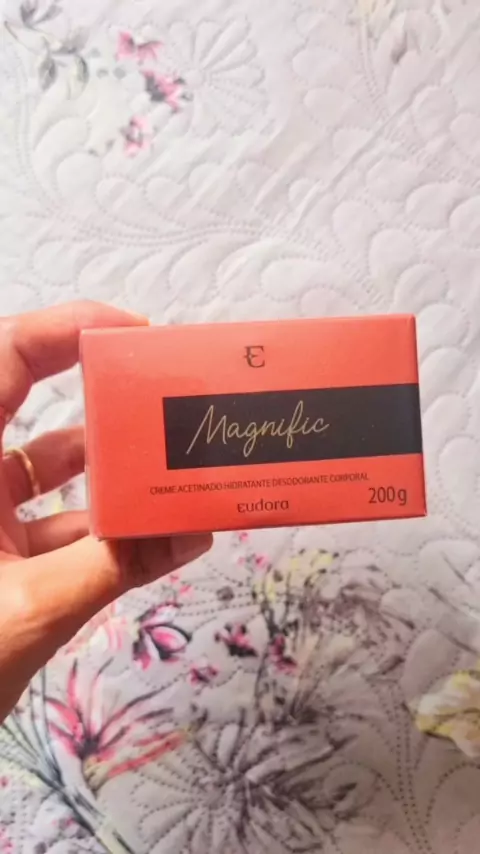 E
Magnific
CREME ACETINADO HIDRATANTE DESODORANTE CORPORAL
eudora
200g